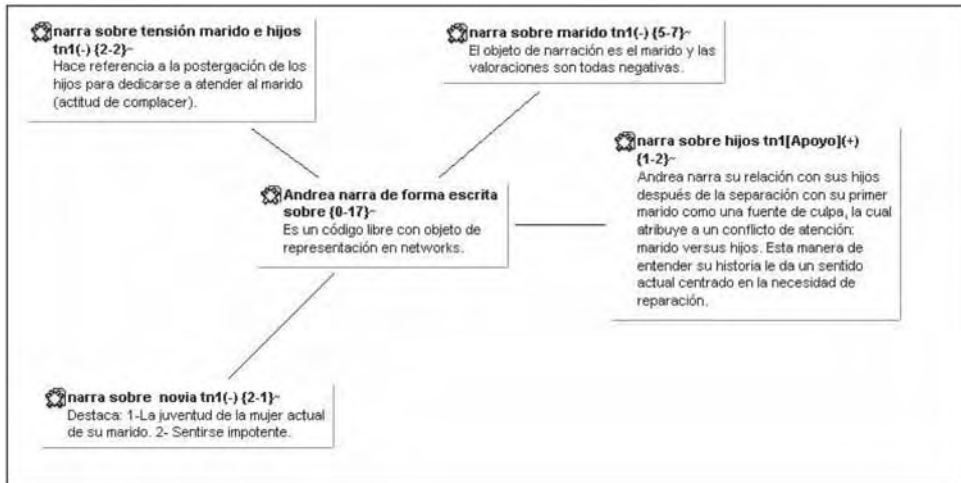 narra sobre tensión marido e hijos
tn1(-) {2-2}~
Hace referencia a la postergación de los
hijos para dedicarse a atender al marido
(actitud de complacer).
narra sobre marido tn1(-) {5-7}~
El objeto de narración es el marido y las
valoraciones son todas negativas.
narra sobre hijos tn1[Apoyo](+)
{1-2}~
Andrea narra su relación con sus hijos
después de la separación con su primer
marido como una fuente de culpa, la cual
atribuye a un conflicto de atención:
marido versus hijos. Esta manera de
entender su historia le da un sentido
actual centrado en la necesidad de
reparación.
Andrea narra de forma escrita
sobre {0-17}~
Es un código libre con objeto de
representación en networks.
narra sobre novia tn1(-) {2-1}~
Destaca: 1-La juventud de la mujer actual
de su marido. 2- Sentirse impotente.